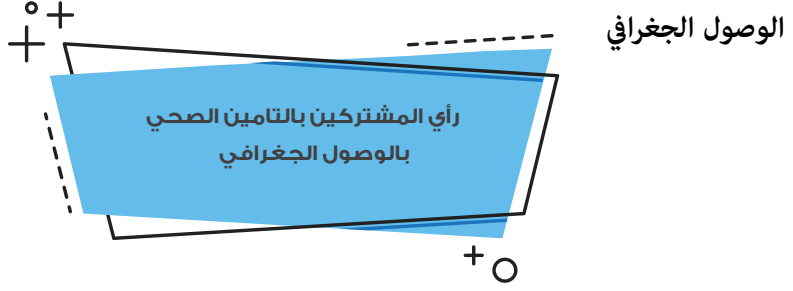 الوصول الجغرافي
رأي المشتركين بالتامين الصحي
بالوصول الجغرافي